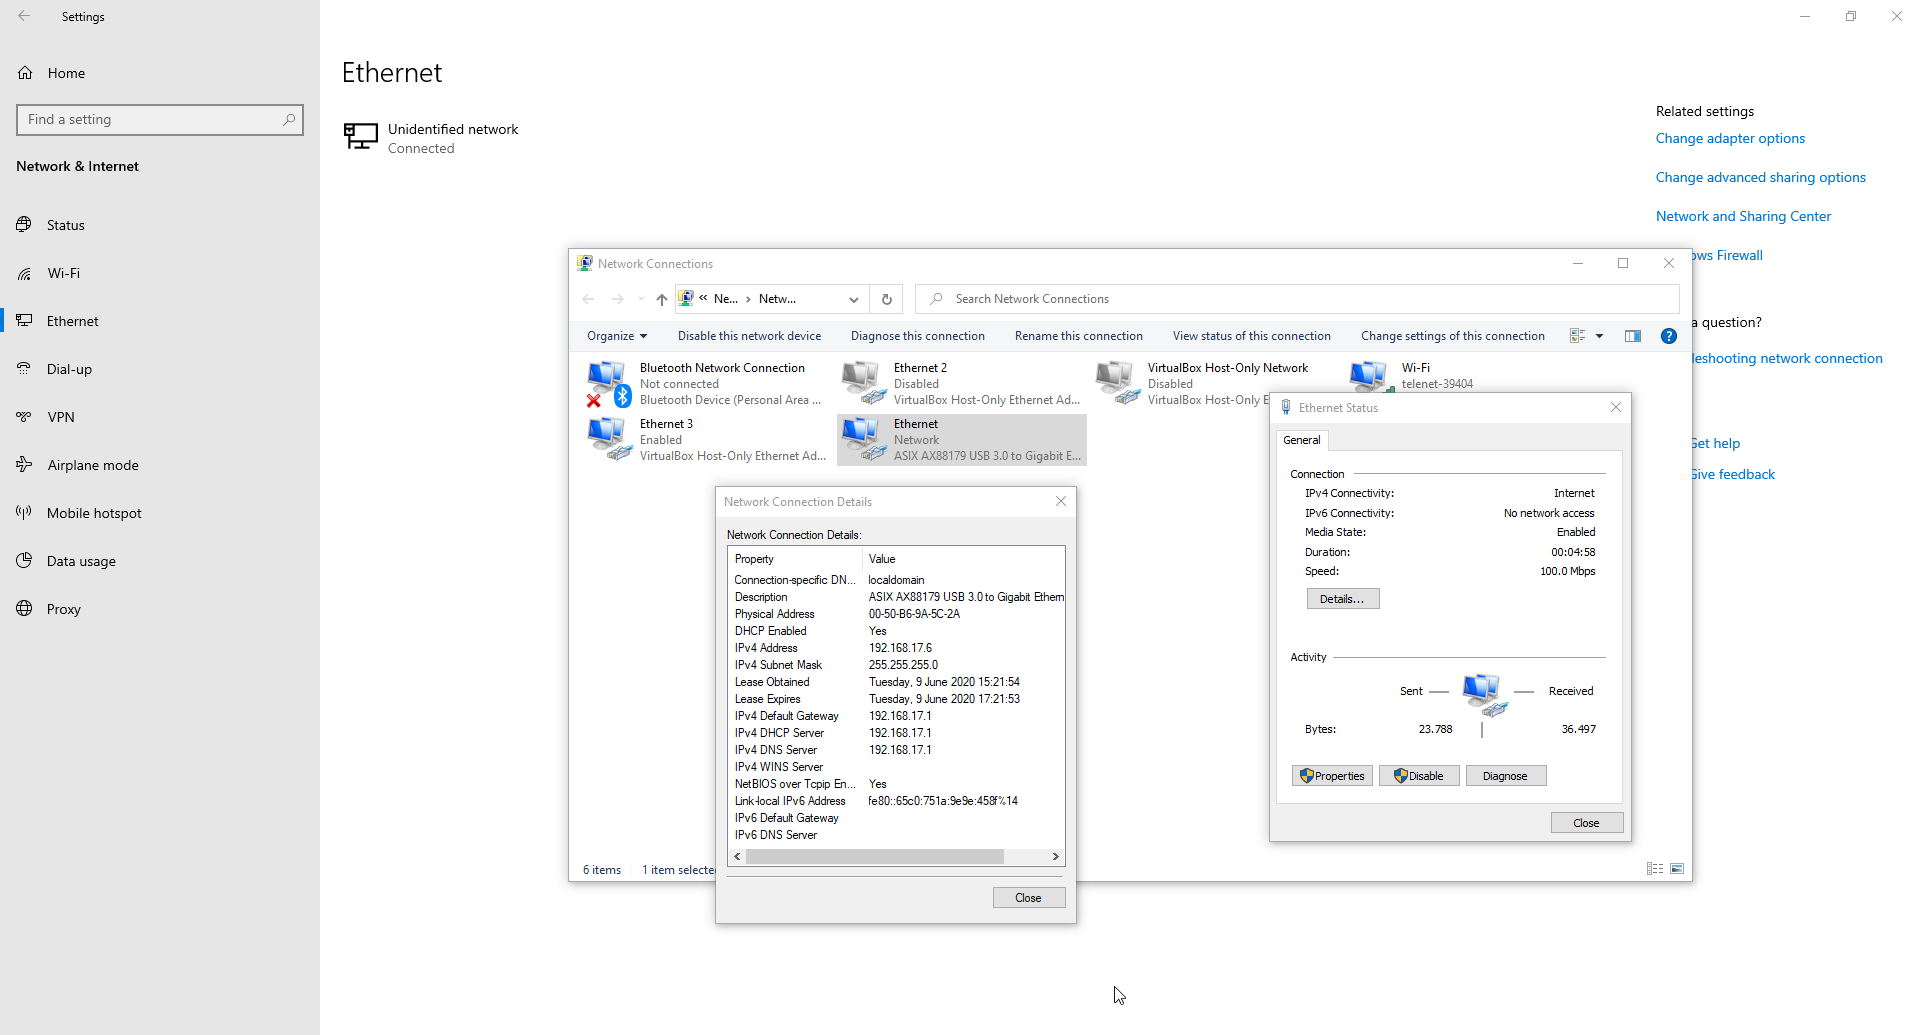 Settings
Home
Find a setting
Network & Internet
Status
Wi-Fi
Ethernet
Dial-up
VPN
Airplane mode
Mobile hotspot
Data usage
Proxy
Ethernet
Unidentified network
Connected
Related settings
Change adapter options
Change advanced sharing options
Network and Sharing Center
ows Firewall
a question?
leshooting network connection
Get help
Give feedback
Network Connections
« Ne... › Netw...
Search Network Connections
Organize
Disable this network device
Diagnose this connection
Rename this connection
View status of this connection
Change settings of this connection
Bluetooth Network Connection
Not connected
Bluetooth Device (Personal Area ...
Ethernet 2
Disabled
VirtualBox Host-Only Ethernet Ad...
VirtualBox Host-Only Network
Disabled
VirtualBox Host-Only E
Wi-Fi
telenet-39404
Ethernet 3
Enabled
VirtualBox Host-Only Ethernet Ad...
Ethernet
Network
ASIX AX88179 USB 3.0 to Gigabit E...
6 items
1 item selecte
Network Connection Details
Network Connection Details:
Property Value
Connection-specific DN... localdomain
Description ASIX AX88179 USB 3.0 to Gigabit Ethern
Physical Address 00-50-B6-9A-5C-2A
DHCP Enabled Yes
IPv4 Address 192.168.17.6
IPv4 Subnet Mask 255.255.255.0
Lease Obtained Tuesday, 9 June 2020 15:21:54
Lease Expires Tuesday, 9 June 2020 17:21:53
IPv4 Default Gateway 192.168.17.1
IPv4 DHCP Server 192.168.17.1
IPv4 DNS Server 192.168.17.1
IPv4 WINS Server
NetBIOS over Tcpip En... Yes
Link-local IPv6 Address fe80::65c0:751a:9e9e:458f%14
IPv6 Default Gateway
IPv6 DNS Server
Close
Ethernet Status
General
Connection
IPv4 Connectivity: Internet
IPv6 Connectivity: No network access
Media State: Enabled
Duration: 00:04:58
Speed: 100.0 Mbps
Details...
Activity
Sent — Received
Bytes: 23.788 | 36.497
Properties
Disable
Diagnose
Close